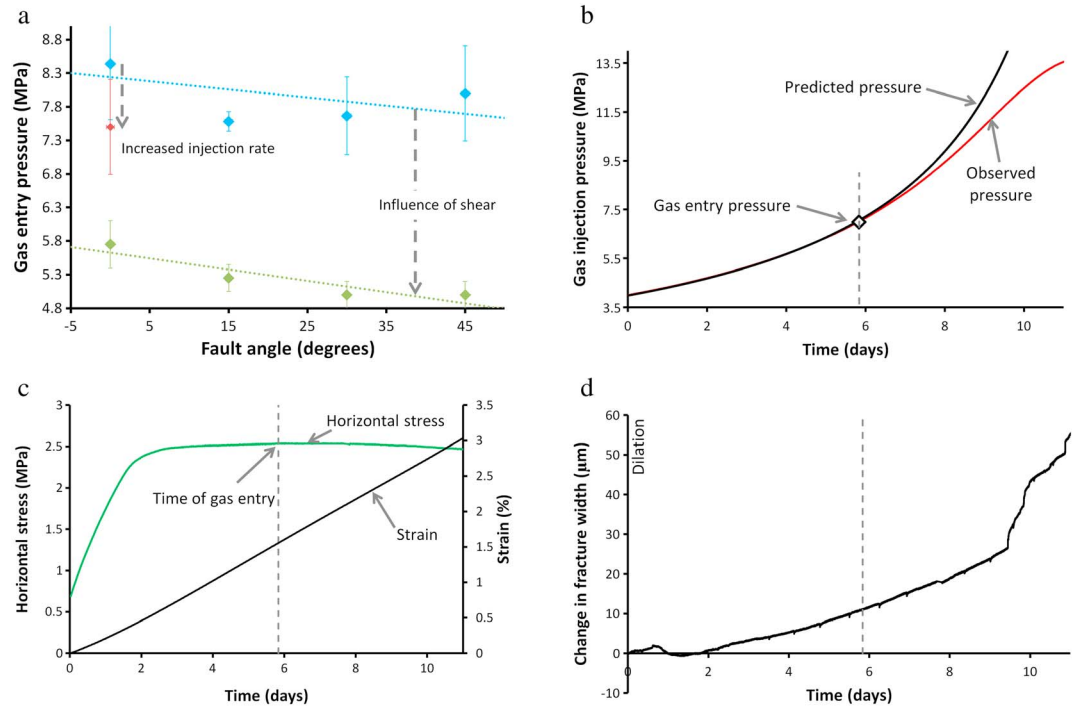 a
Gas entry pressure (MPa)
8.8
8.3
7.8
7.3
6.8
5.8
5.3
4.8
Increased injection rate
Influence of shear
-5
5
15
25
35
45
Fault angle (degrees)
b
Gas injection pressure (MPa)
13.5
11.5
9.5
7.5
5.5
3.5
Predicted pressure
Gas entry pressure
Observed
pressure
0
2
4
6
8
10
Time (days)
c
Horizontal stress (MPa)
3
2.5
2
1.5
1
0.5
0
Horizontal stress
Time of gas entry
Strain
3.5
3
2.5
2
1.5
1
0.5
0
Strain (%)
0
2
4
6
8
10
Time (days)
d
Change in fracture width (μm)
60
50
40
30
20
10
0
-10
Dilation
0
2
4
6
8
10
Time (days)